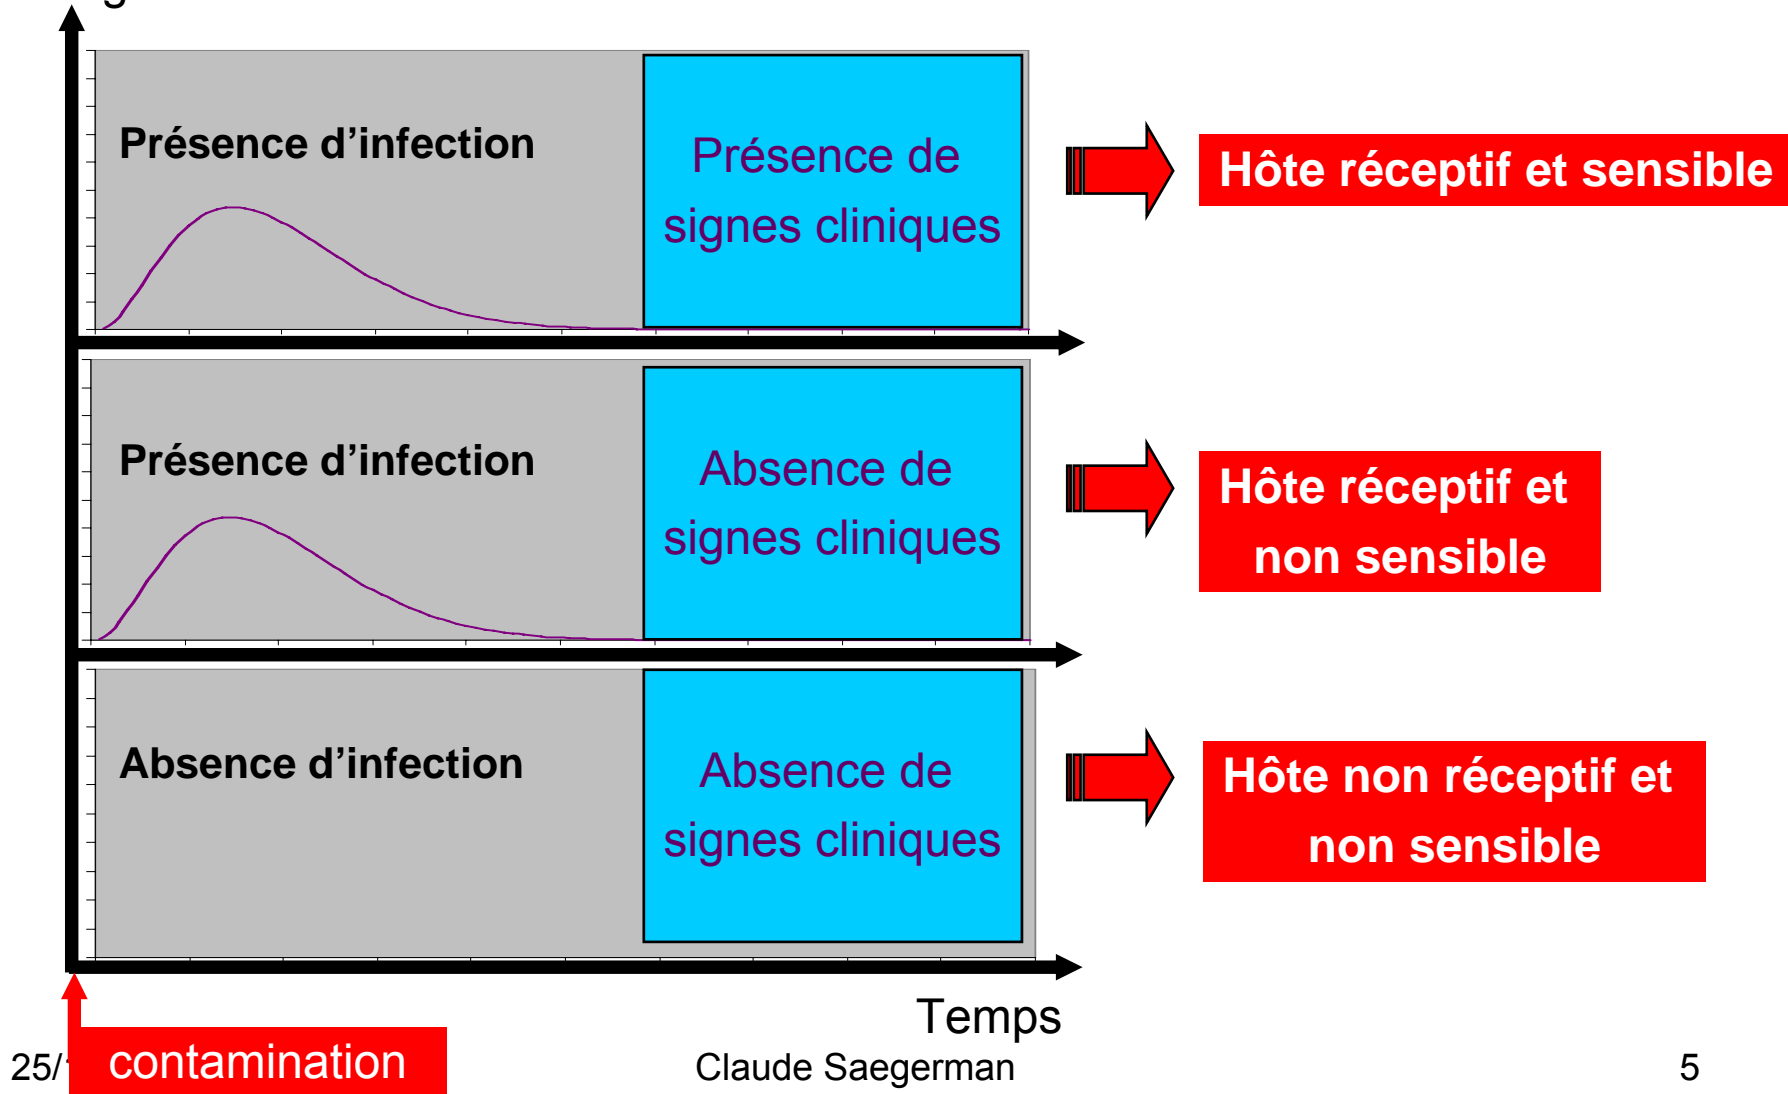 Présence d’infection
Présence de
signes cliniques
Hôte réceptif et sensible
Présence d’infection
Absence de
signes cliniques
Hôte réceptif et
non sensible
Absence d’infection
Absence de
signes cliniques
Hôte non réceptif et
non sensible
Temps
contamination
25/
Claude Saegerman
5